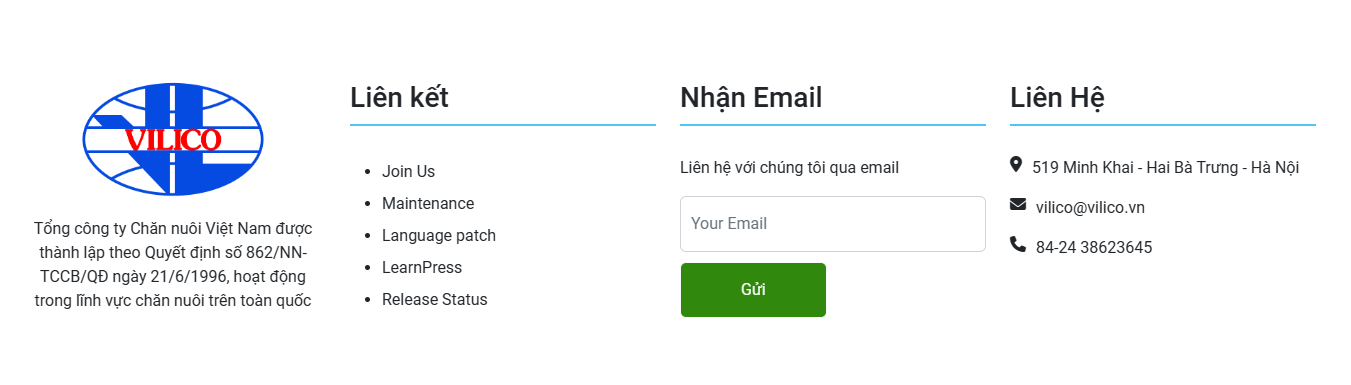 VILICO
Tổng công ty Chăn nuôi Việt Nam được
thành lập theo Quyết định số 862/NN-
TCCB/QĐ ngày 21/6/1996, hoạt động
trong lĩnh vực chăn nuôi trên toàn quốc
Liên kết
Join Us
Maintenance
Language patch
LearnPress
Release Status
Nhận Email
Liên hệ với chúng tôi qua email
Your Email
Gửi
Liên Hệ
519 Minh Khai - Hai Bà Trưng - Hà Nội
vilico@vilico.vn
84-24 38623645